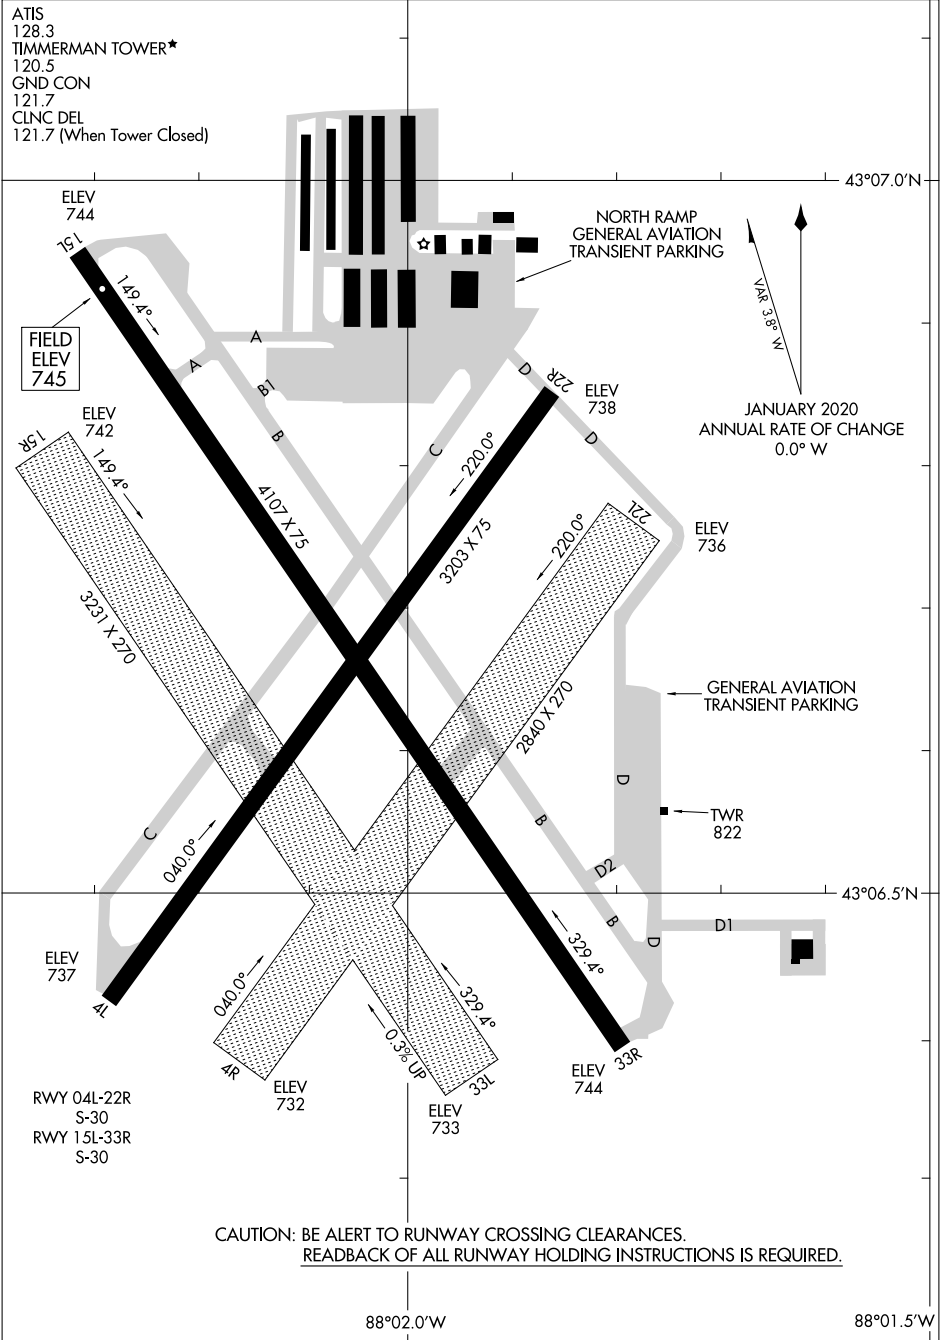 ATIS
128.3
TIMMERMAN TOWER★
120.5
GND CON
121.7
CLNC DEL
121.7 (When Tower Closed)
43°07.0'N
ELEV
744
15L
NORTH RAMP
GENERAL AVIATION
TRANSIENT PARKING
VAR 3.8° W
149.4°
FIELD
ELEV
745
A
A
B1
B
D
22R
ELEV
738
D
JANUARY 2020
ANNUAL RATE OF CHANGE
0.0° W
ELEV
742
15R
149.4°
C
220.0°
4107 X 75
3203 X 75
220.0°
22L
ELEV
736
3231 X 270
2840 X 270
GENERAL AVIATION
TRANSIENT PARKING
D
TWR
822
C
040.0°
B
D2
43°06.5'N
B
D
D1
329.4°
ELEV
737
4L
040.0°
329.4°
0.3% UP
4R
ELEV
732
33L
ELEV
733
33R
ELEV
744
RWY 04L-22R
S-30
RWY 15L-33R
S-30
CAUTION: BE ALERT TO RUNWAY CROSSING CLEARANCES.
READBACK OF ALL RUNWAY HOLDING INSTRUCTIONS IS REQUIRED.
88°02.0'W
88°01.5'W